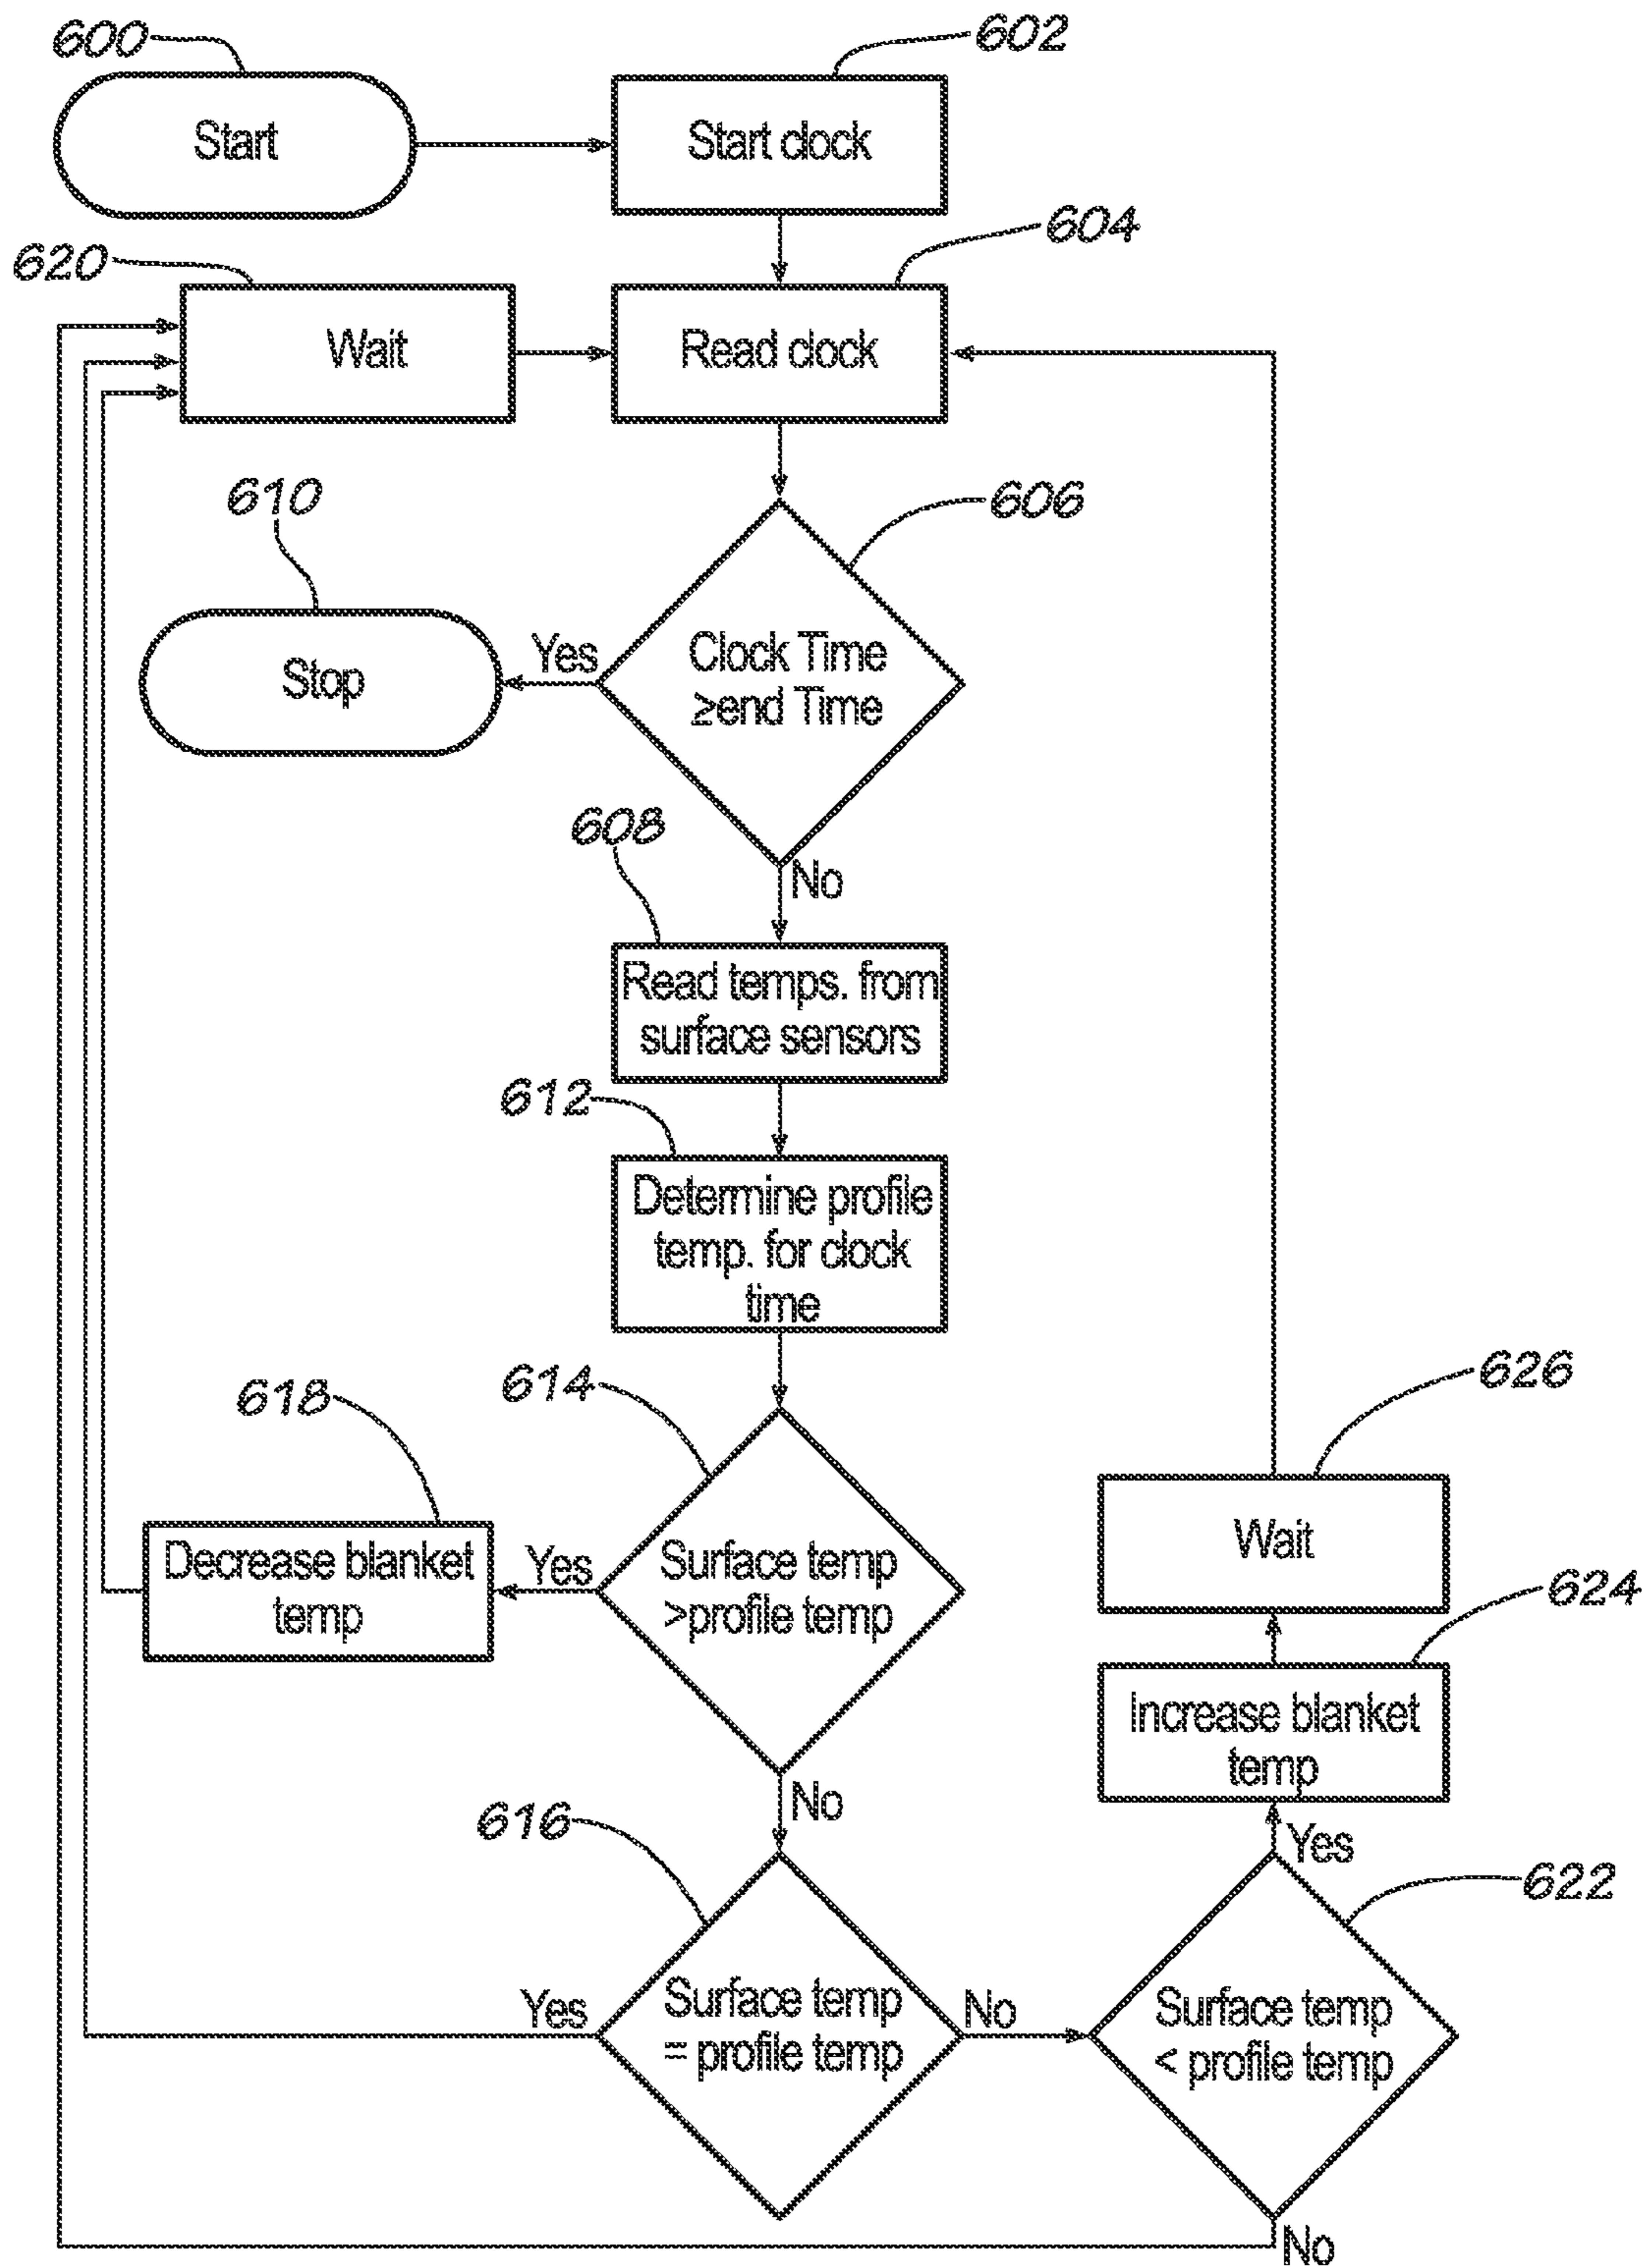 600
602
Start
Start clock
604
620
Wait
Read clock
610
606
Stop
Yes
Clock Time
≥end Time
608
No
Read temps. from
surface sensors
612
Determine profile
temp. for clock
time
618
614
626
Decrease blanket
temp
Yes
Surface temp
>profile temp
Wait
624
Increase blanket
temp
No
616
Yes
622
Yes
Surface temp
= profile temp
No
Surface temp
< profile temp
No